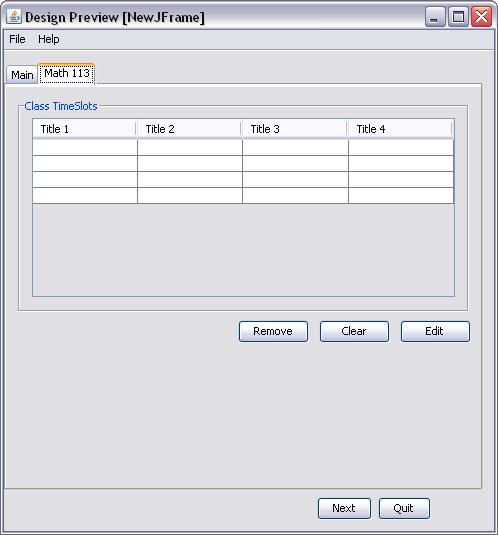 Design Preview [NewJFrame]
File Help
Main Math 113
Class TimeSlots
Title 1 Title 2 Title 3 Title 4
Remove Clear Edit
Next Quit